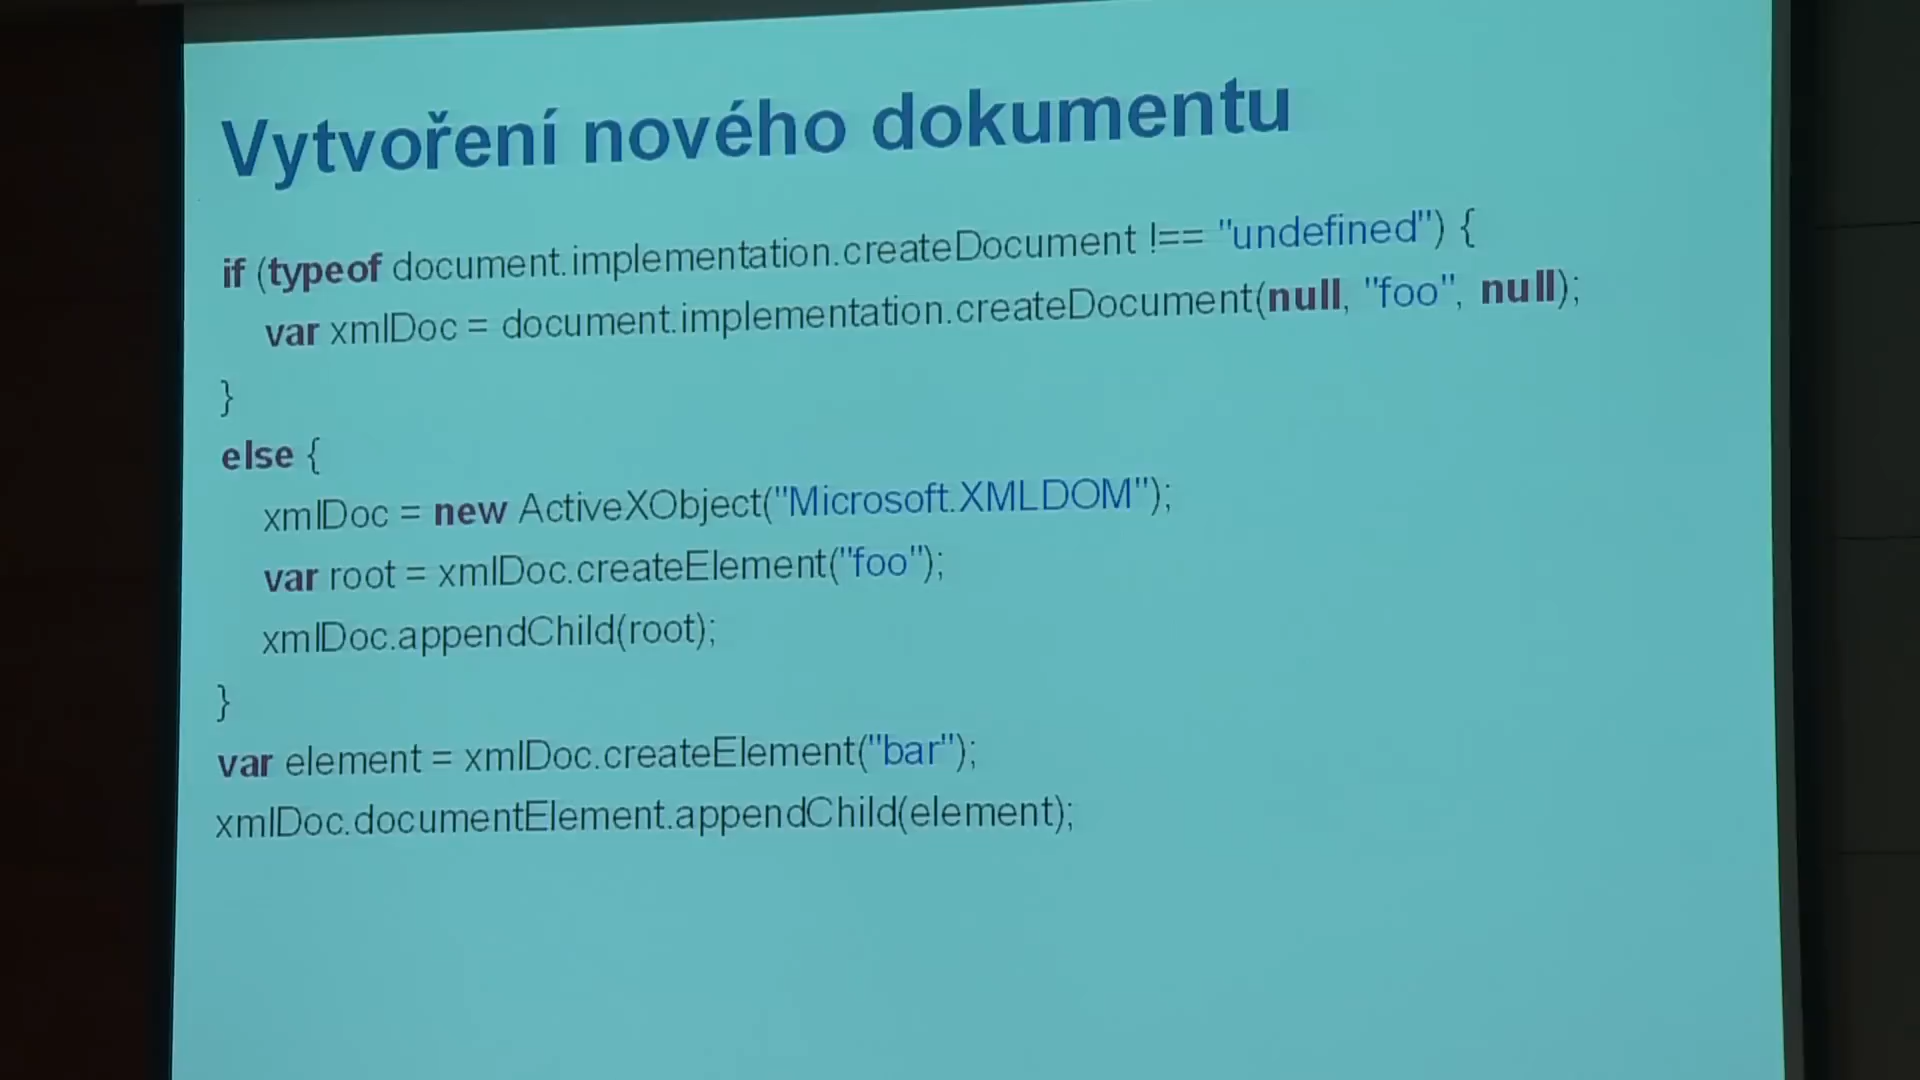 Vytvoření nového dokumentu
if (typeof document.implementation.createDocument !== "undefined") {
var xmlDoc = document.implementation.createDocument(null, "foo", null);
}
else {
xmlDoc = new ActiveXObject("Microsoft.XMLDOM");
var root = xmlDoc.createElement("foo");
xmlDoc.appendChild(root);
}
var element = xmlDoc.createElement("bar");
xmlDoc.documentElement.appendChild(element);